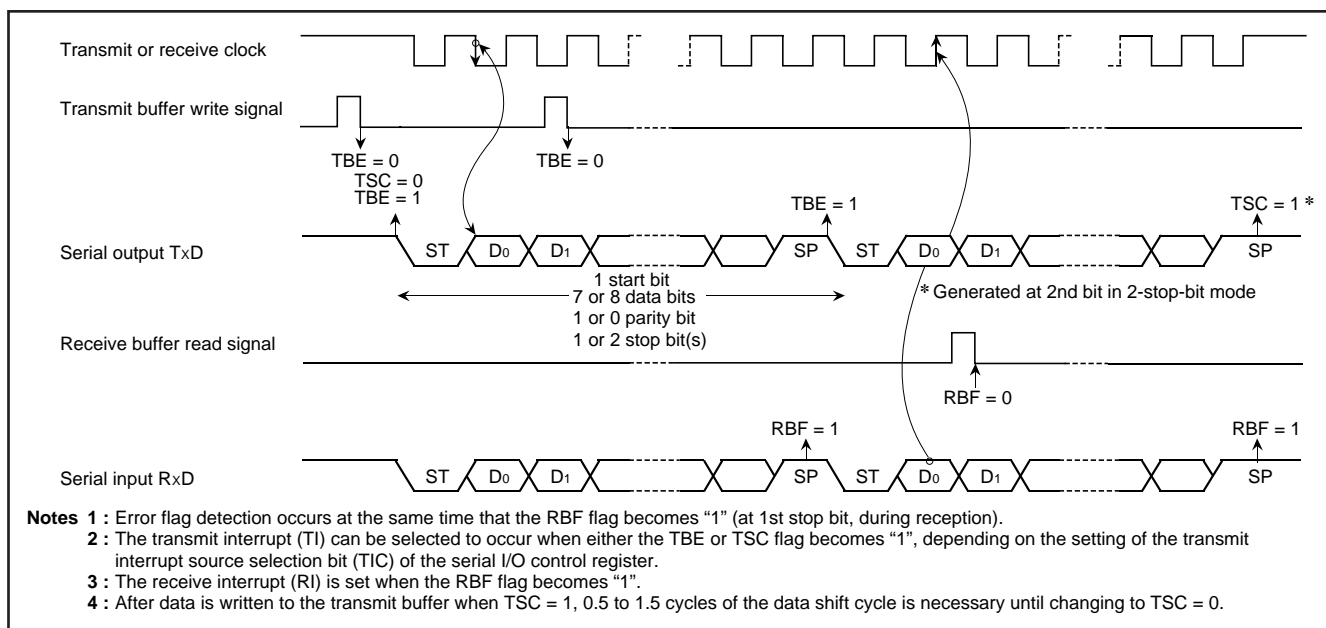 Transmit or receive clock
Transmit buffer write signal
TBE = 0
TSC = 0
TBE = 1
TBE = 0
TBE = 1
TSC = 1 *
Serial output TxD
ST D0 D1 SP ST D0 D1 SP
1 start bit
7 or 8 data bits
1 or 0 parity bit
1 or 2 stop bit(s)
* Generated at 2nd bit in 2-stop-bit mode
Receive buffer read signal
RBF = 0
RBF = 1
RBF = 1
Serial input RxD
ST D0 D1 SP ST D0 D1 SP
Notes 1 : Error flag detection occurs at the same time that the RBF flag becomes “1” (at 1st stop bit, during reception).
2 : The transmit interrupt (TI) can be selected to occur when either the TBE or TSC flag becomes “1”, depending on the setting of the transmit
interrupt source selection bit (TIC) of the serial I/O control register.
3 : The receive interrupt (RI) is set when the RBF flag becomes “1”.
4 : After data is written to the transmit buffer when TSC = 1, 0.5 to 1.5 cycles of the data shift cycle is necessary until changing to TSC = 0.